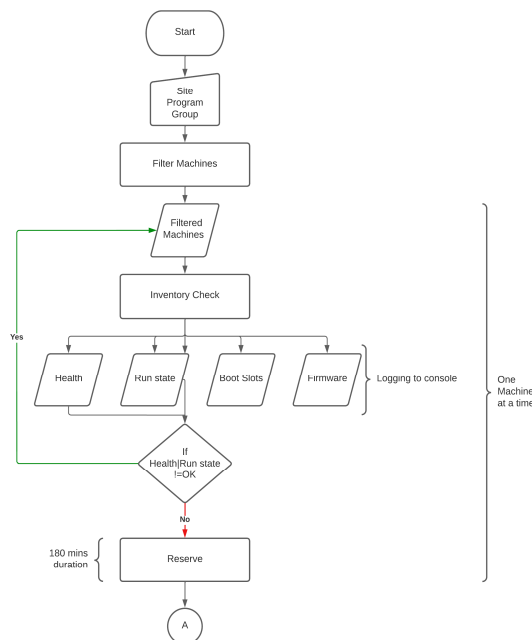 Start
Site
Program
Group
Filter Machines
Filtered
Machines
Inventory Check
Yes
Health
Run state
Boot Slots
Firmware
Logging to console
One
Machine
at a time
If
Health|Run state
!=OK
No
180 mins
duration
Reserve
A